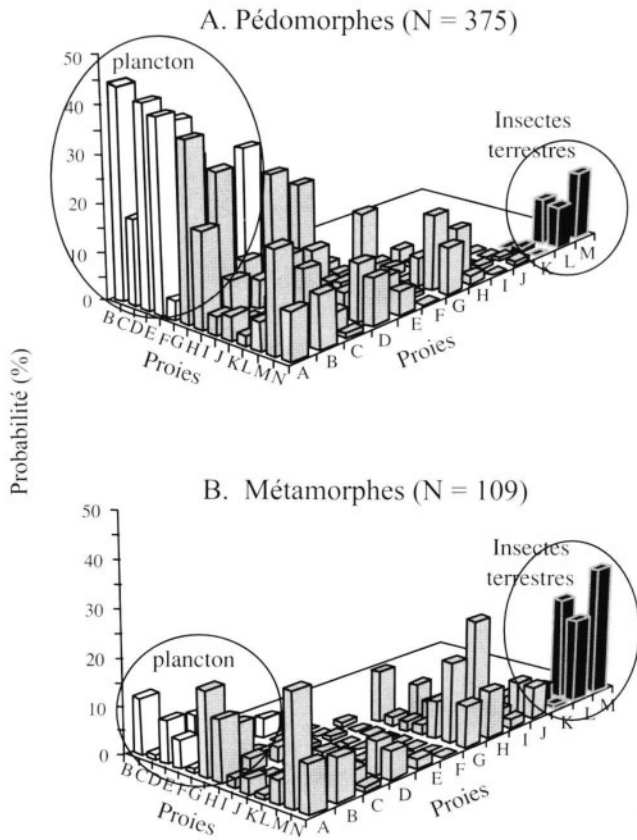 A. Pédomorphes (N = 375)
50
40
30
20
10
0
plancton
Insectes
terrestres
B C D E F G H I J K L M N
Proies
A B C D E F G H I J K L M
Proies
Probabilité (%)
B. Métamorphes (N = 109)
50
40
30
20
10
0
plancton
Insectes
terrestres
B C D E F G H I J K L M N
Proies
A B C D E F G H I J K L M
Proies